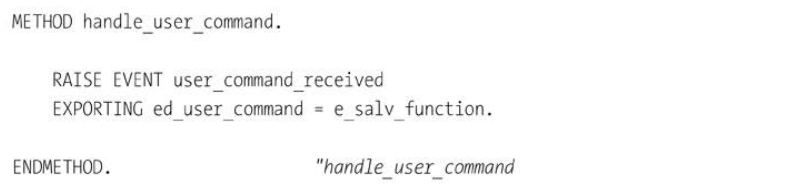 METHOD handle_user_command.
RAISE EVENT user_command_received
EXPORTING ed_user_command = e_salv_function.
ENDMETHOD. "handle_user_command